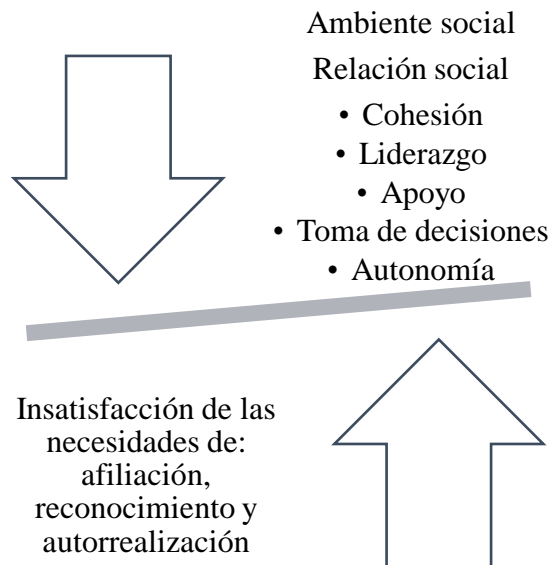 Ambiente social
Relación social
• Cohesión
• Liderazgo
• Apoyo
• Toma de decisiones
• Autonomía
Insatisfacción de las
necesidades de:
afiliación,
reconocimiento y
autorrealización